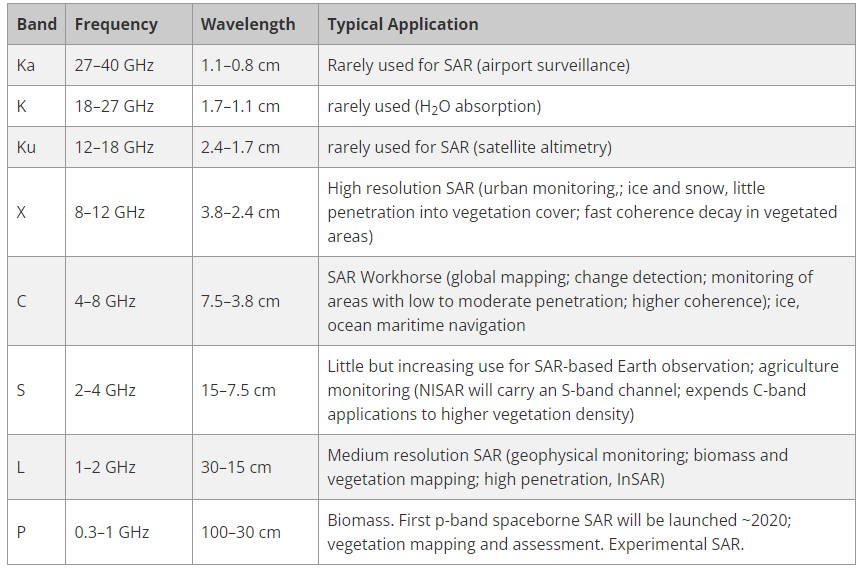 Band Frequency Wavelength Typical Application
Ka 27–40 GHz 1.1–0.8 cm Rarely used for SAR (airport surveillance)
K 18–27 GHz 1.7–1.1 cm rarely used (H₂O absorption)
Ku 12–18 GHz 2.4–1.7 cm rarely used for SAR (satellite altimetry)
X 8–12 GHz 3.8–2.4 cm High resolution SAR (urban monitoring,; ice and snow, little
penetration into vegetation cover; fast coherence decay in vegetated
areas)
C 4–8 GHz 7.5–3.8 cm SAR Workhorse (global mapping; change detection; monitoring of
areas with low to moderate penetration; higher coherence); ice,
ocean maritime navigation
S 2–4 GHz 15–7.5 cm Little but increasing use for SAR-based Earth observation; agriculture
monitoring (NISAR will carry an S-band channel; expends C-band
applications to higher vegetation density)
L 1–2 GHz 30–15 cm Medium resolution SAR (geophysical monitoring; biomass and
vegetation mapping; high penetration, InSAR)
P 0.3–1 GHz 100–30 cm Biomass. First p-band spaceborne SAR will be launched ~2020;
vegetation mapping and assessment. Experimental SAR.